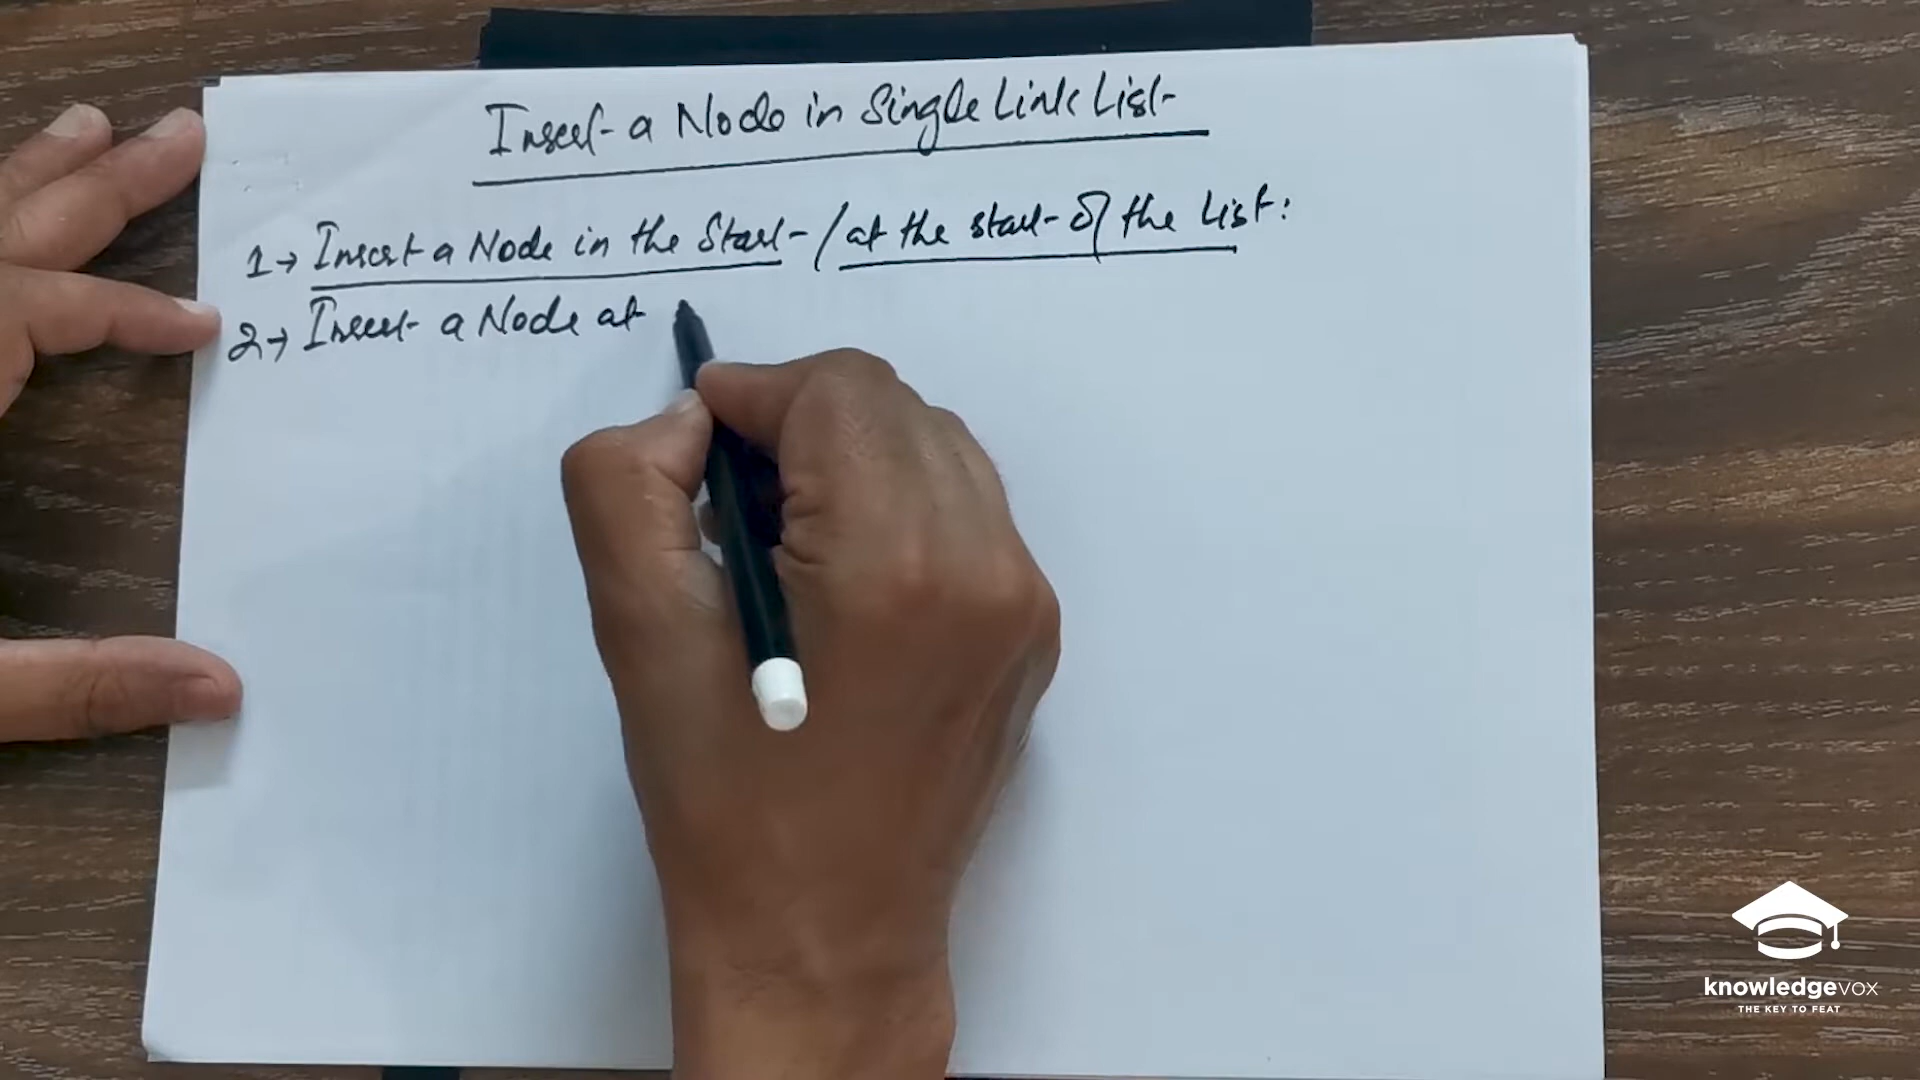 Insert a Node in Single Link List
1→ Insert a Node in the Start / at the start of the List:
2→ Insert a Node at
knowledgevox
THE KEY TO FEAT